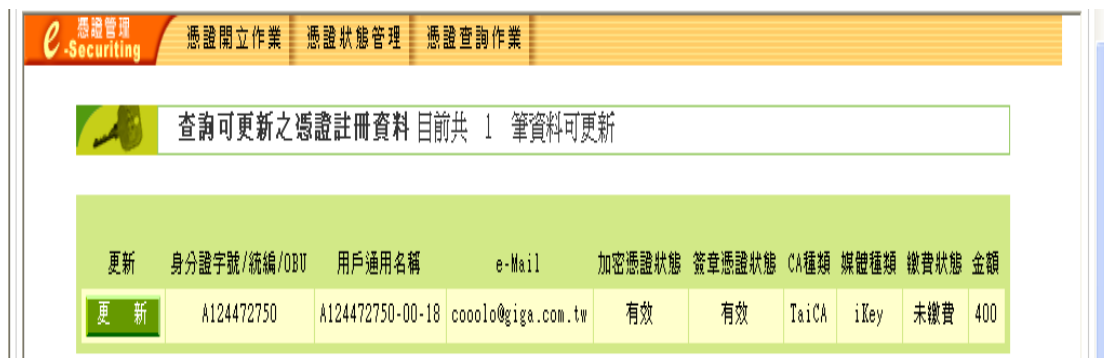 憑證管理
e-Securiting
憑證開立作業 憑證狀態管理 憑證查詢作業
查詢可更新之憑證註冊資料 目前共 1 筆資料可更新
更新 身分證字號/統編/OBU 用戶通用名稱 e-Mail 加密憑證狀態 簽章憑證狀態 CA種類 媒體種類 繳費狀態 金額
更 新 A124472750 A124472750-00-18 cooolo@giga.com.tw 有效 有效 TaiCA iKey 未繳費 400